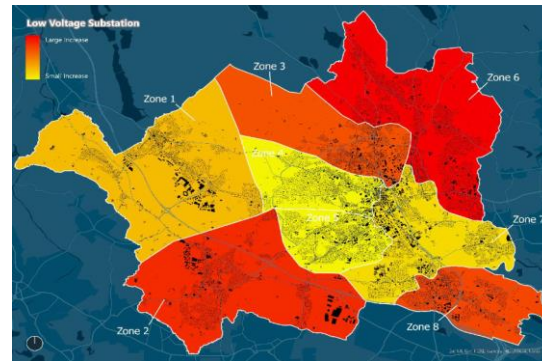 Low Voltage Substation
Large Increase
Small Increase
Zone 3
Zone 6
Zone 1
Zone 5
Zone 7
Zone 2
Zone 8